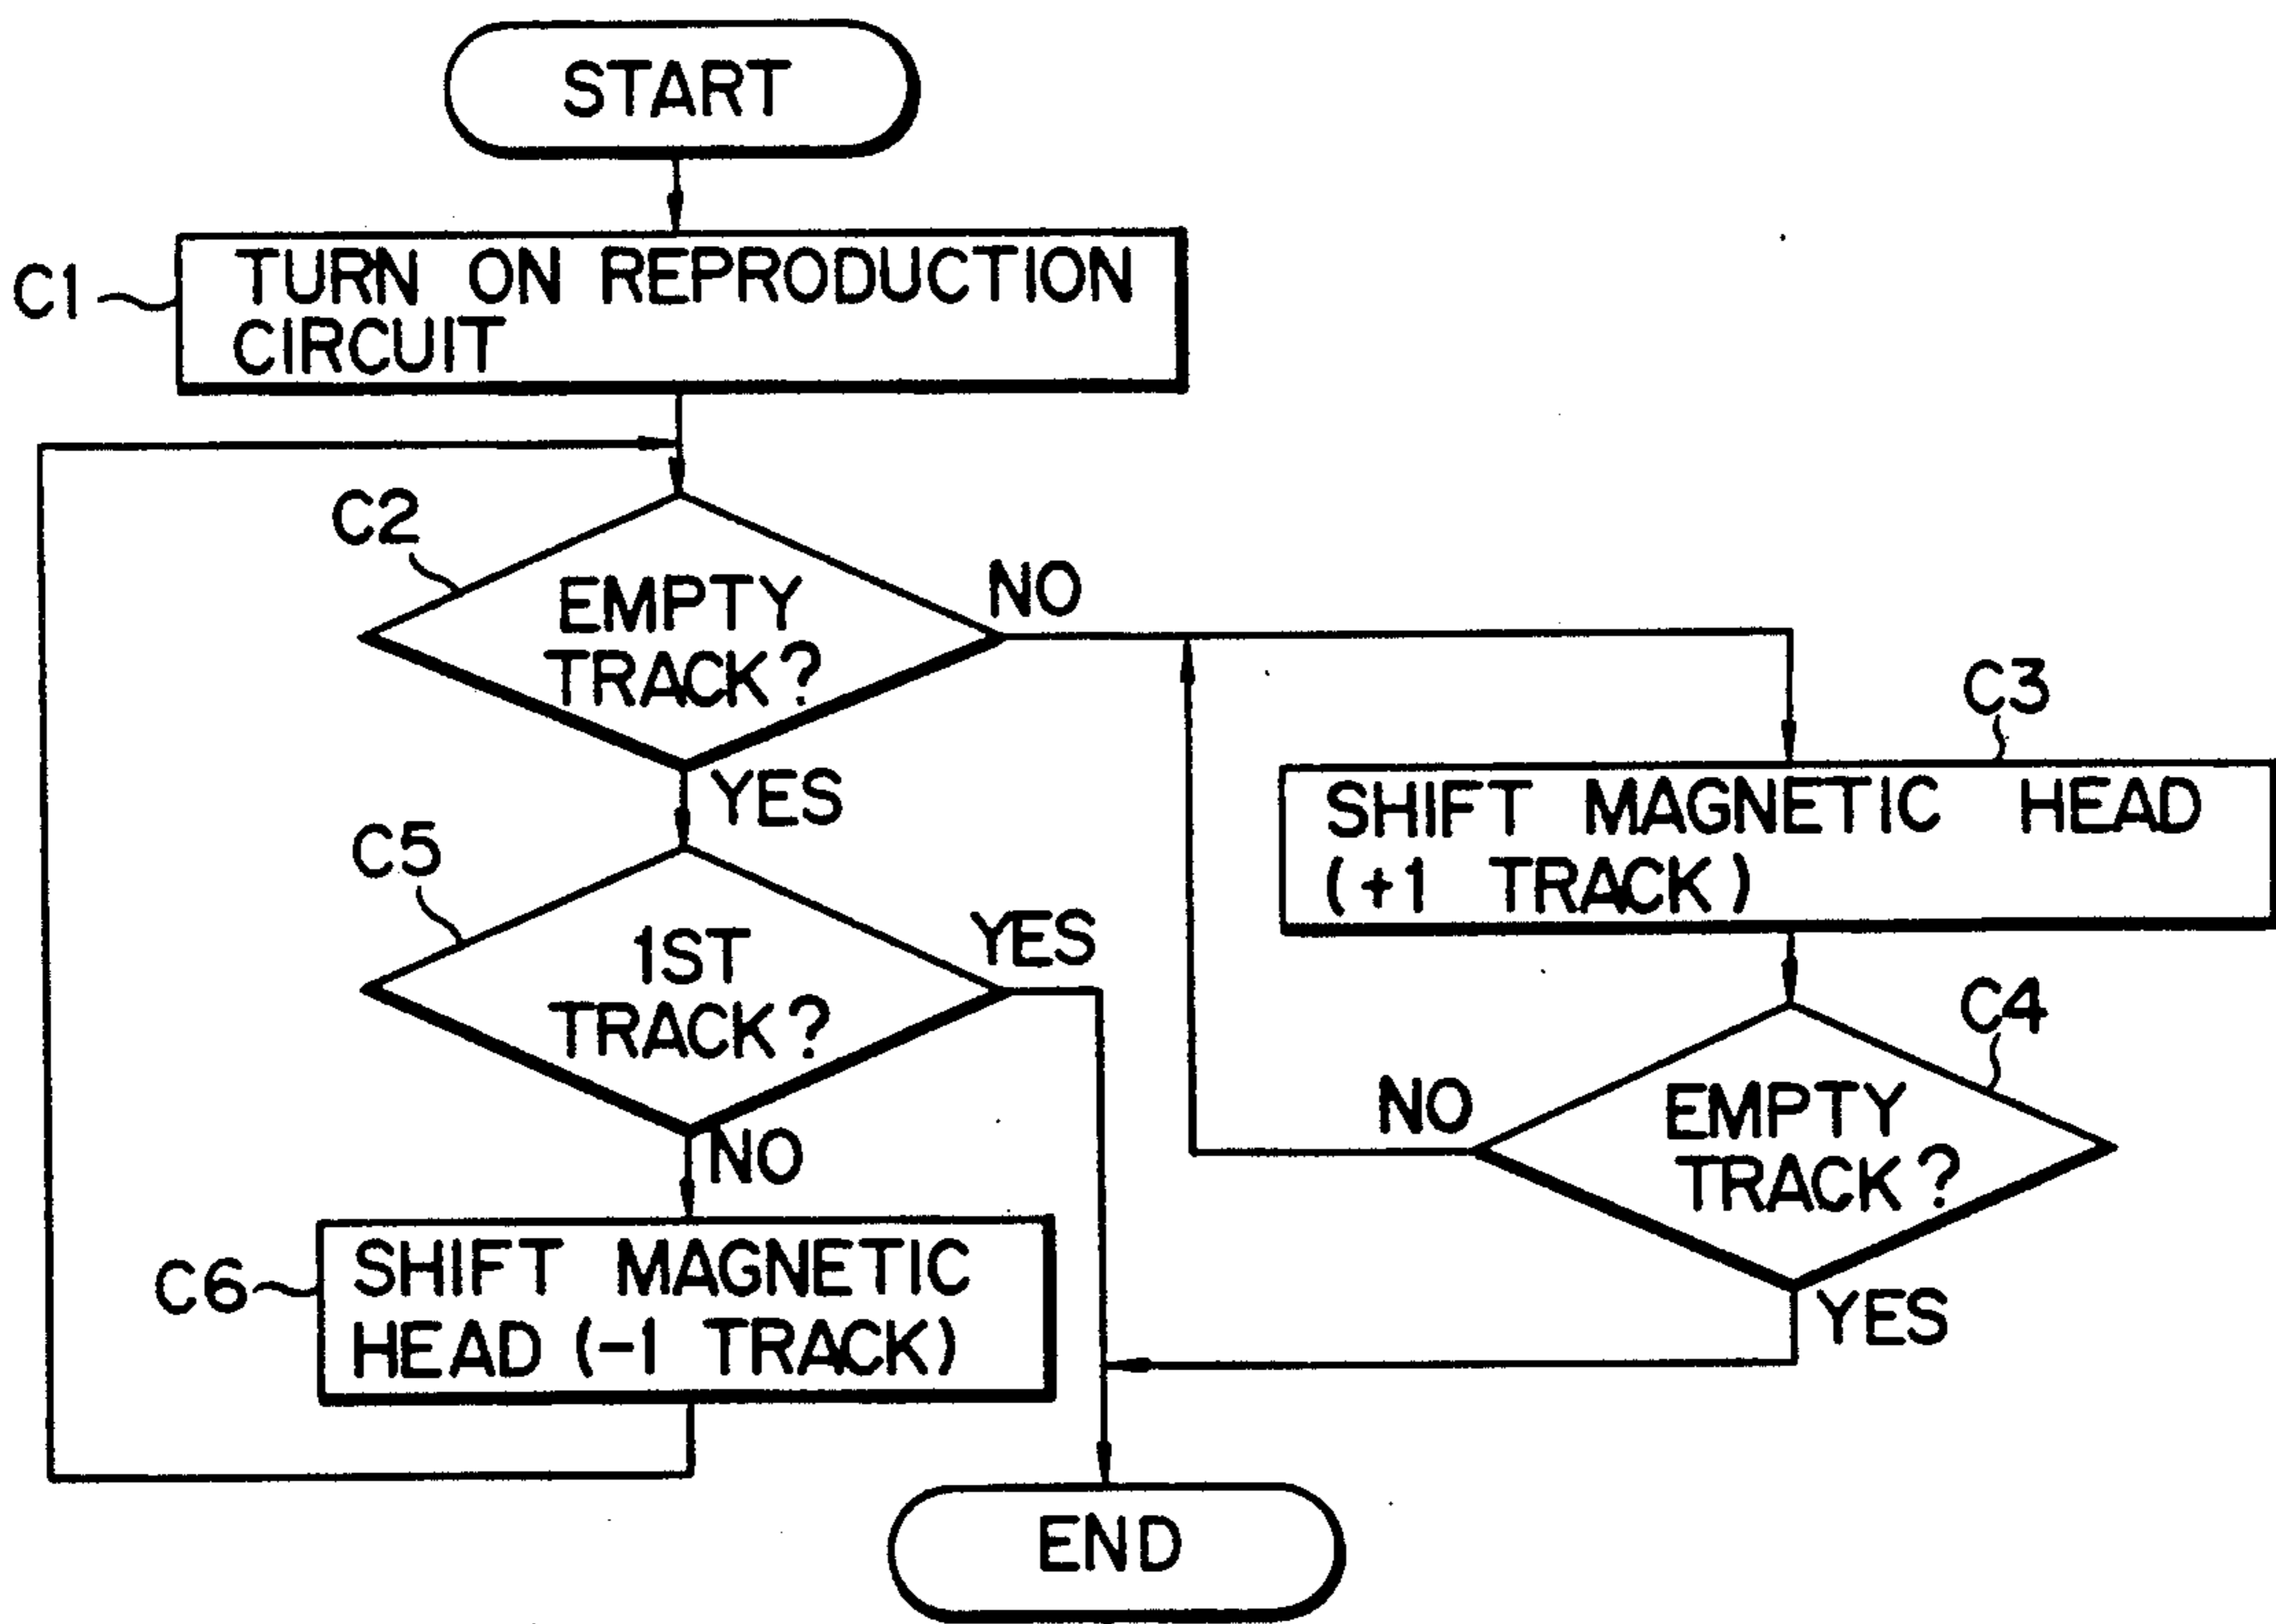 START
C1
TURN ON REPRODUCTION
CIRCUIT
C2
EMPTY
TRACK?
NO
YES
C3
SHIFT MAGNETIC HEAD
(+1 TRACK)
C4
EMPTY
TRACK?
NO
YES
C5
1ST
TRACK?
YES
NO
C6
SHIFT MAGNETIC
HEAD (-1 TRACK)
END